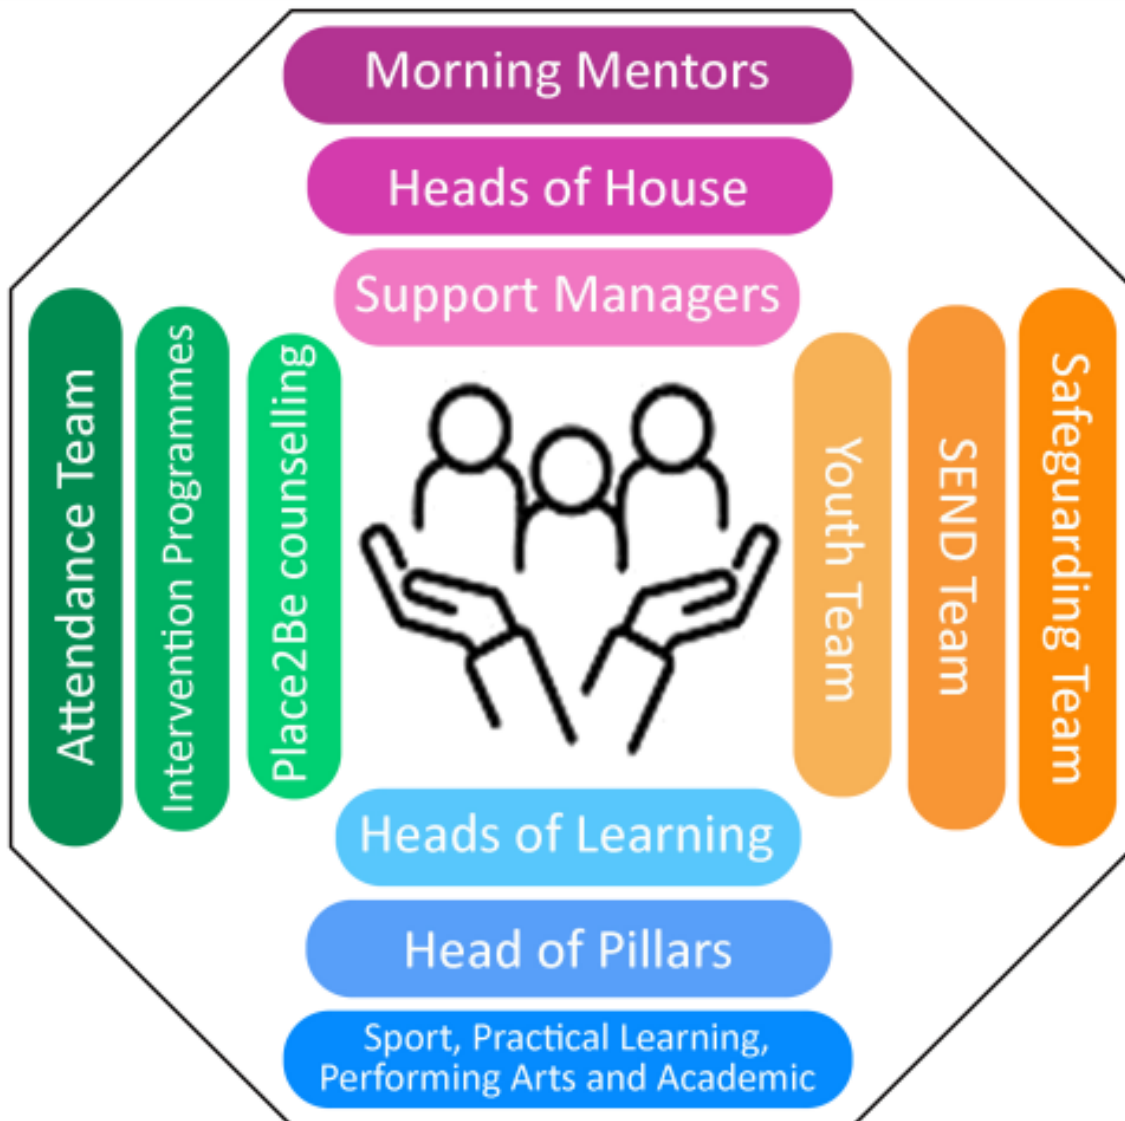 Morning Mentors
Heads of House
Support Managers
Attendance Team
Intervention Programmes
Place2Be counselling
Youth Team
SEND Team
Safeguarding Team
Heads of Learning
Head of Pillars
Sport, Practical Learning,
Performing Arts and Academic